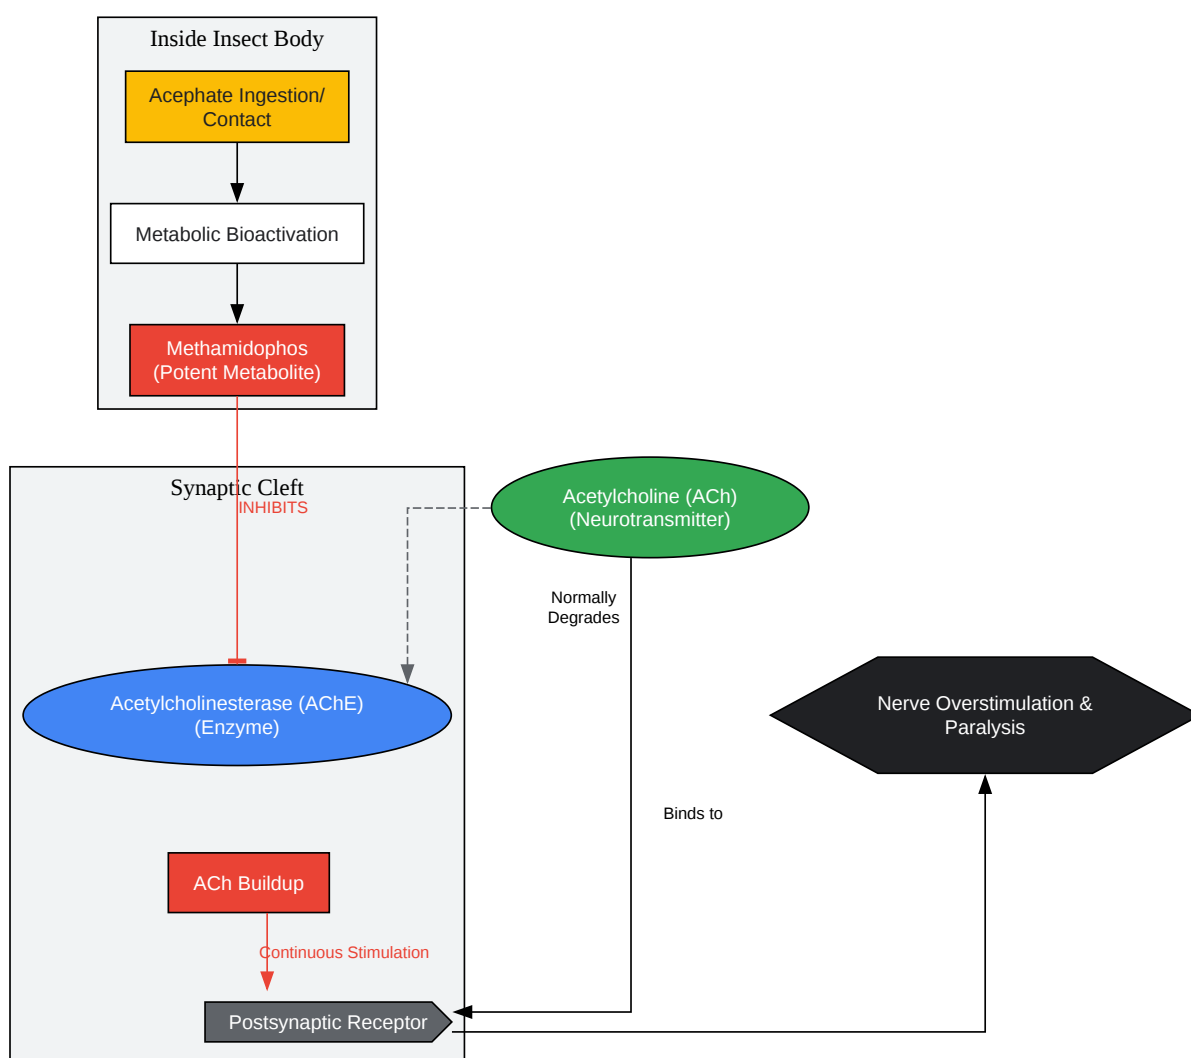 Inside Insect Body
Acephate Ingestion/
Contact
Metabolic Bioactivation
Methamidophos
(Potent Metabolite)
Synaptic Cleft
INHIBITS
Acetylcholine (ACh)
(Neurotransmitter)
Normally
Degrades
Acetylcholinesterase (AChE)
(Enzyme)
Nerve Overstimulation &
Paralysis
Binds to
ACh Buildup
Continuous Stimulation
Postsynaptic Receptor